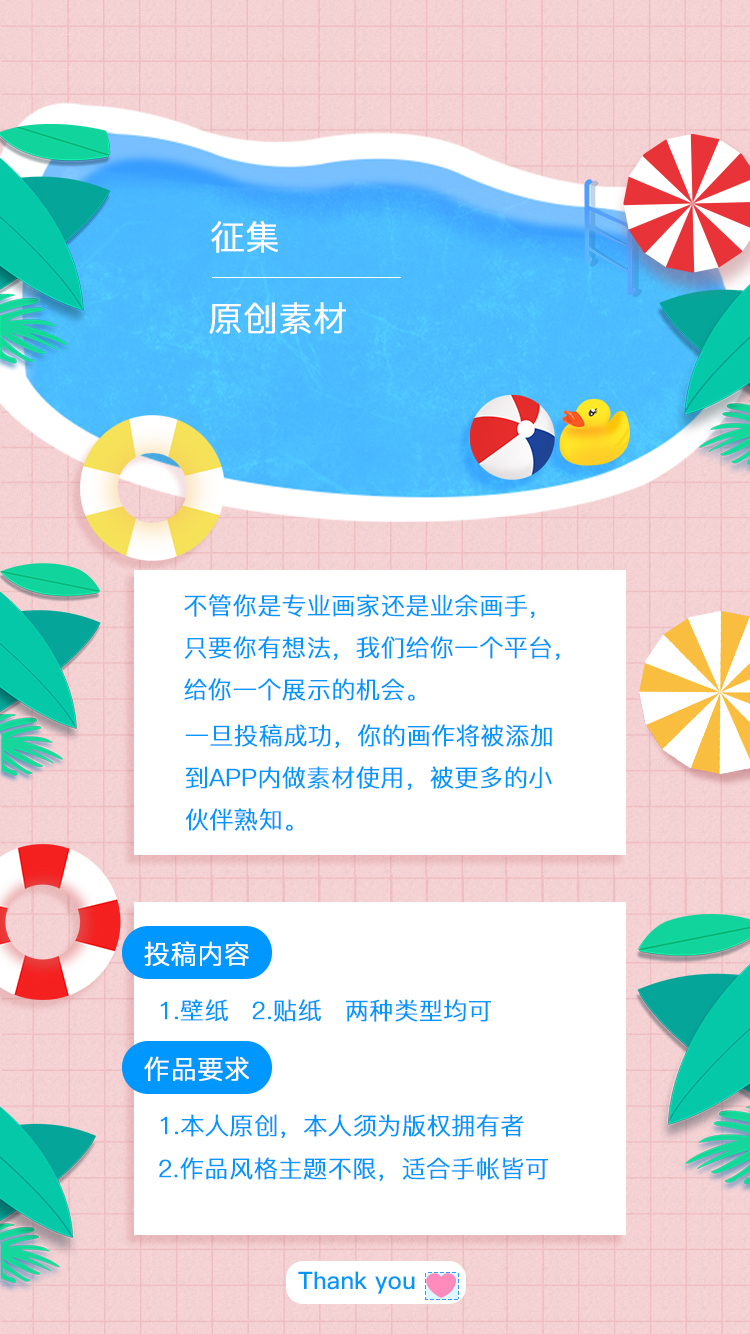 征集
原创素材
不管你是专业画家还是业余画手，
只要你有想法，我们给你一个平台，
给你一个展示的机会。
一旦投稿成功，你的画作将被添加
到APP内做素材使用，被更多的小
伙伴熟知。
投稿内容
1.壁纸 2.贴纸 两种类型均可
作品要求
1.本人原创，本人须为版权拥有者
2.作品风格主题不限，适合手帐皆可
Thank you